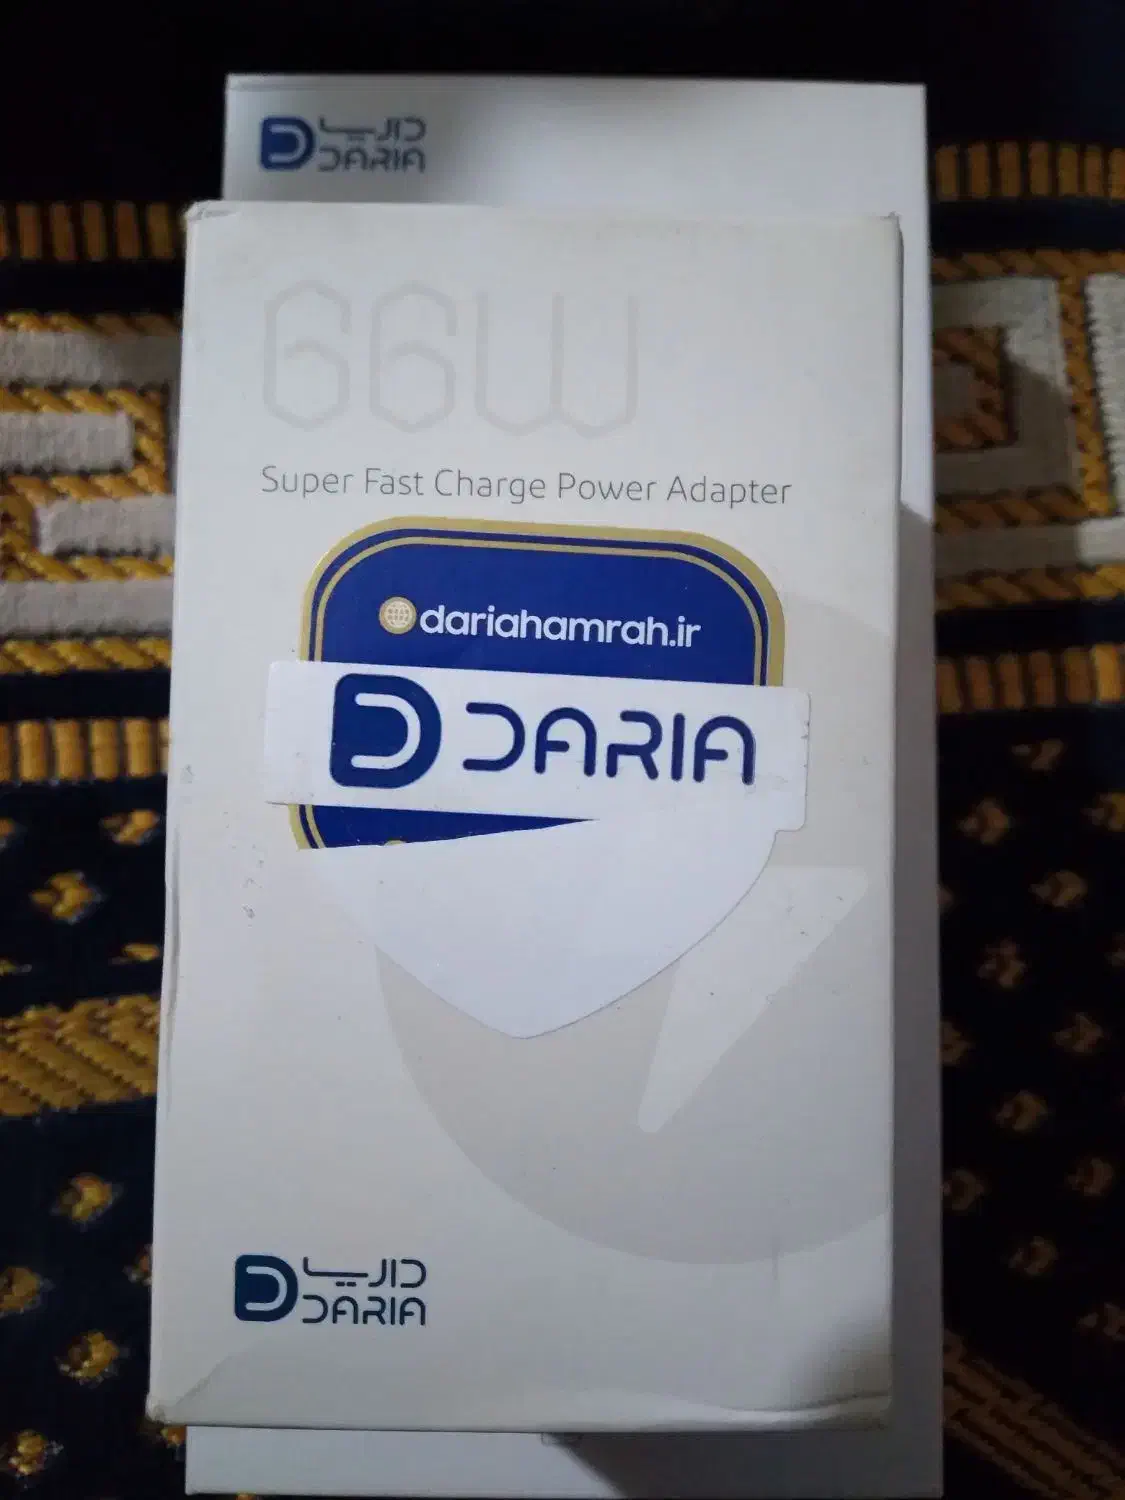 داریا
DARIA
66W
Super Fast Charge Power Adapter
dariahamrah.ir
DARIA
داریا
DARIA